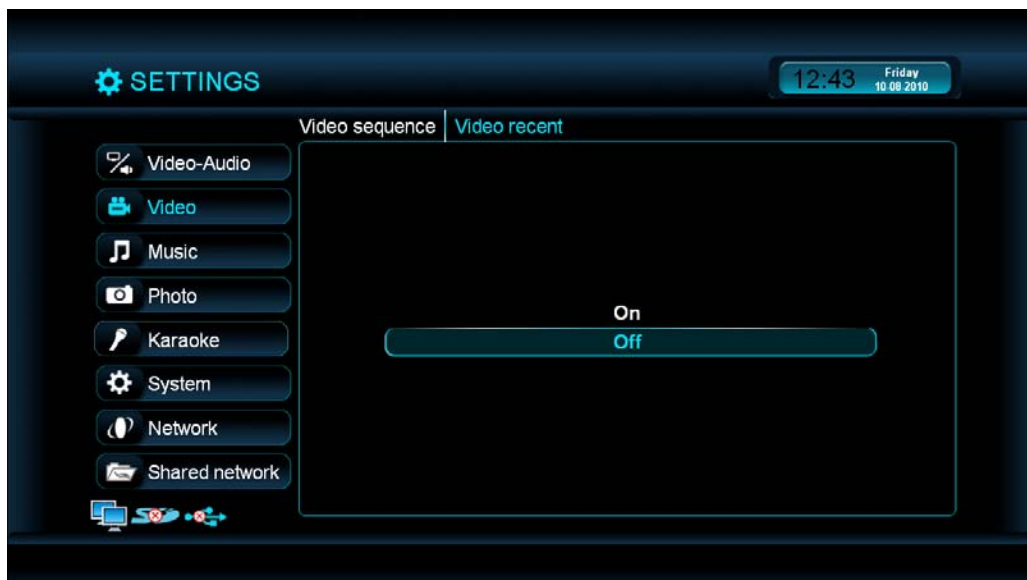 SETTINGS
12:43
Friday
10 08 2010
Video sequence
Video recent
Video-Audio
Video
Music
Photo
Karaoke
System
Network
Shared network
On
Off